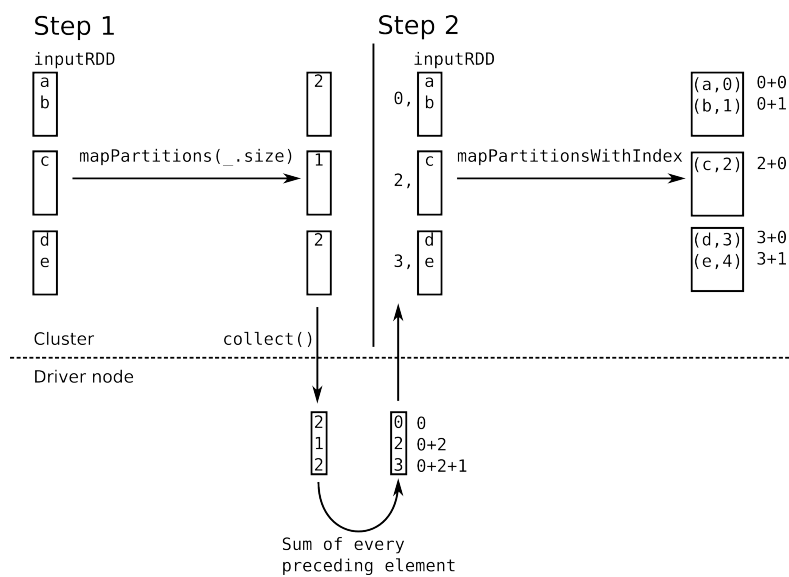 Step 1
inputRDD
a
b
c
d
e
mapPartitions(_.size)
2
1
2
Step 2
inputRDD
0,
a
b
2,
c
3,
d
e
mapPartitionsWithIndex
(a,0) 0+0
(b,1) 0+1
(c,2) 2+0
(d,3) 3+0
(e,4) 3+1
Cluster
collect()
Driver node
2
1
2
0 0
2 0+2
3 0+2+1
Sum of every
preceding element